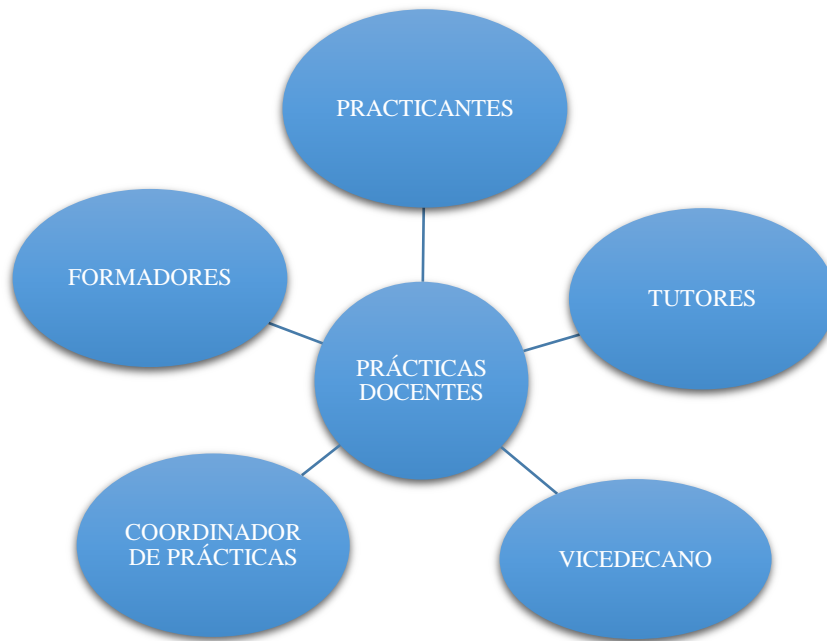 PRACTICANTES
FORMADORES
TUTORES
PRÁCTICAS
DOCENTES
COORDINADOR
DE PRÁCTICAS
VICEDECANO